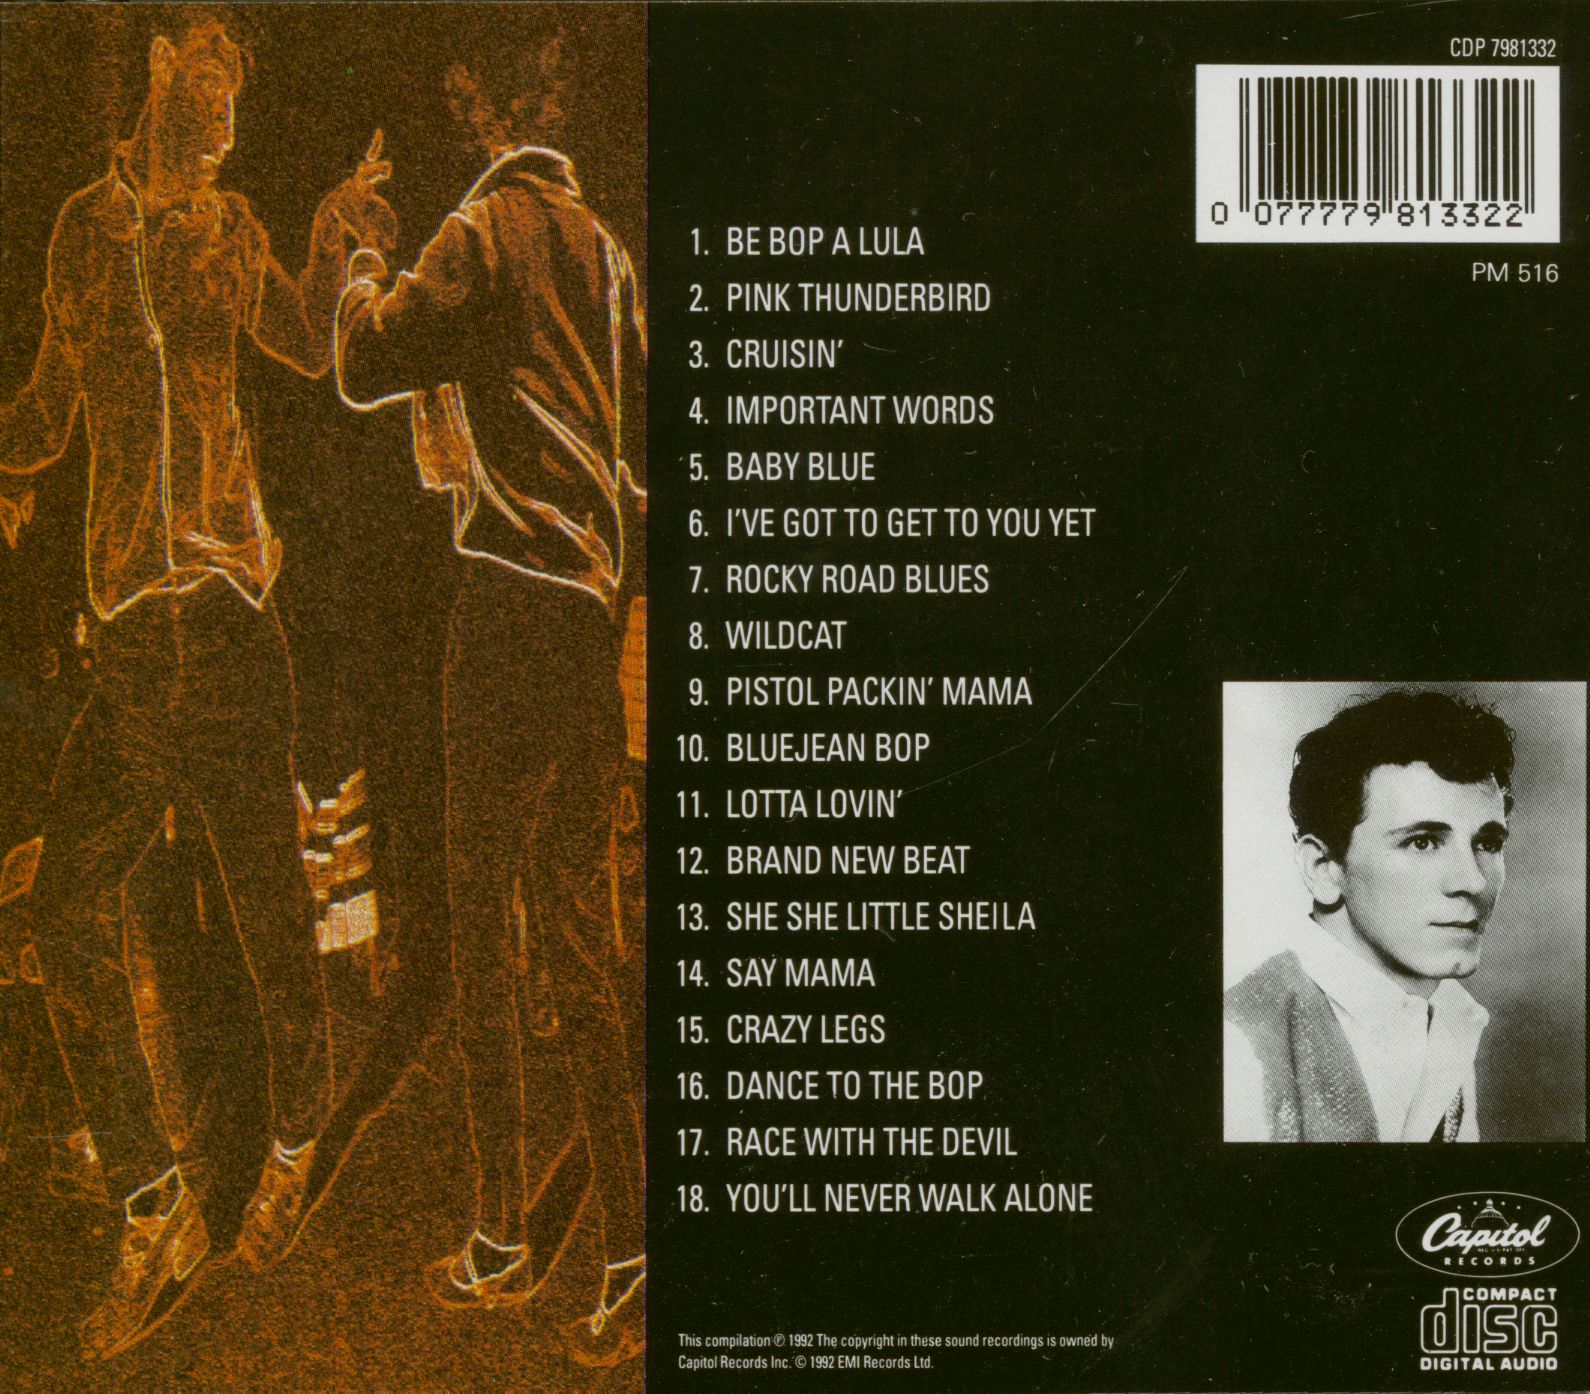 CDP 7981332
0 077779 813322
PM 516
1. BE BOP A LULA
2. PINK THUNDERBIRD
3. CRUISIN'
4. IMPORTANT WORDS
5. BABY BLUE
6. I'VE GOT TO GET TO YOU YET
7. ROCKY ROAD BLUES
8. WILDCAT
9. PISTOL PACKIN' MAMA
10. BLUEJEAN BOP
11. LOTTA LOVIN'
12. BRAND NEW BEAT
13. SHE SHE LITTLE SHEILA
14. SAY MAMA
15. CRAZY LEGS
16. DANCE TO THE BOP
17. RACE WITH THE DEVIL
18. YOU'LL NEVER WALK ALONE
Capitol
RECORDS
COMPACT
disc
DIGITAL AUDIO
This compilation ℗ 1992 The copyright in these sound recordings is owned by
Capitol Records Inc. © 1992 EMI Records Ltd.